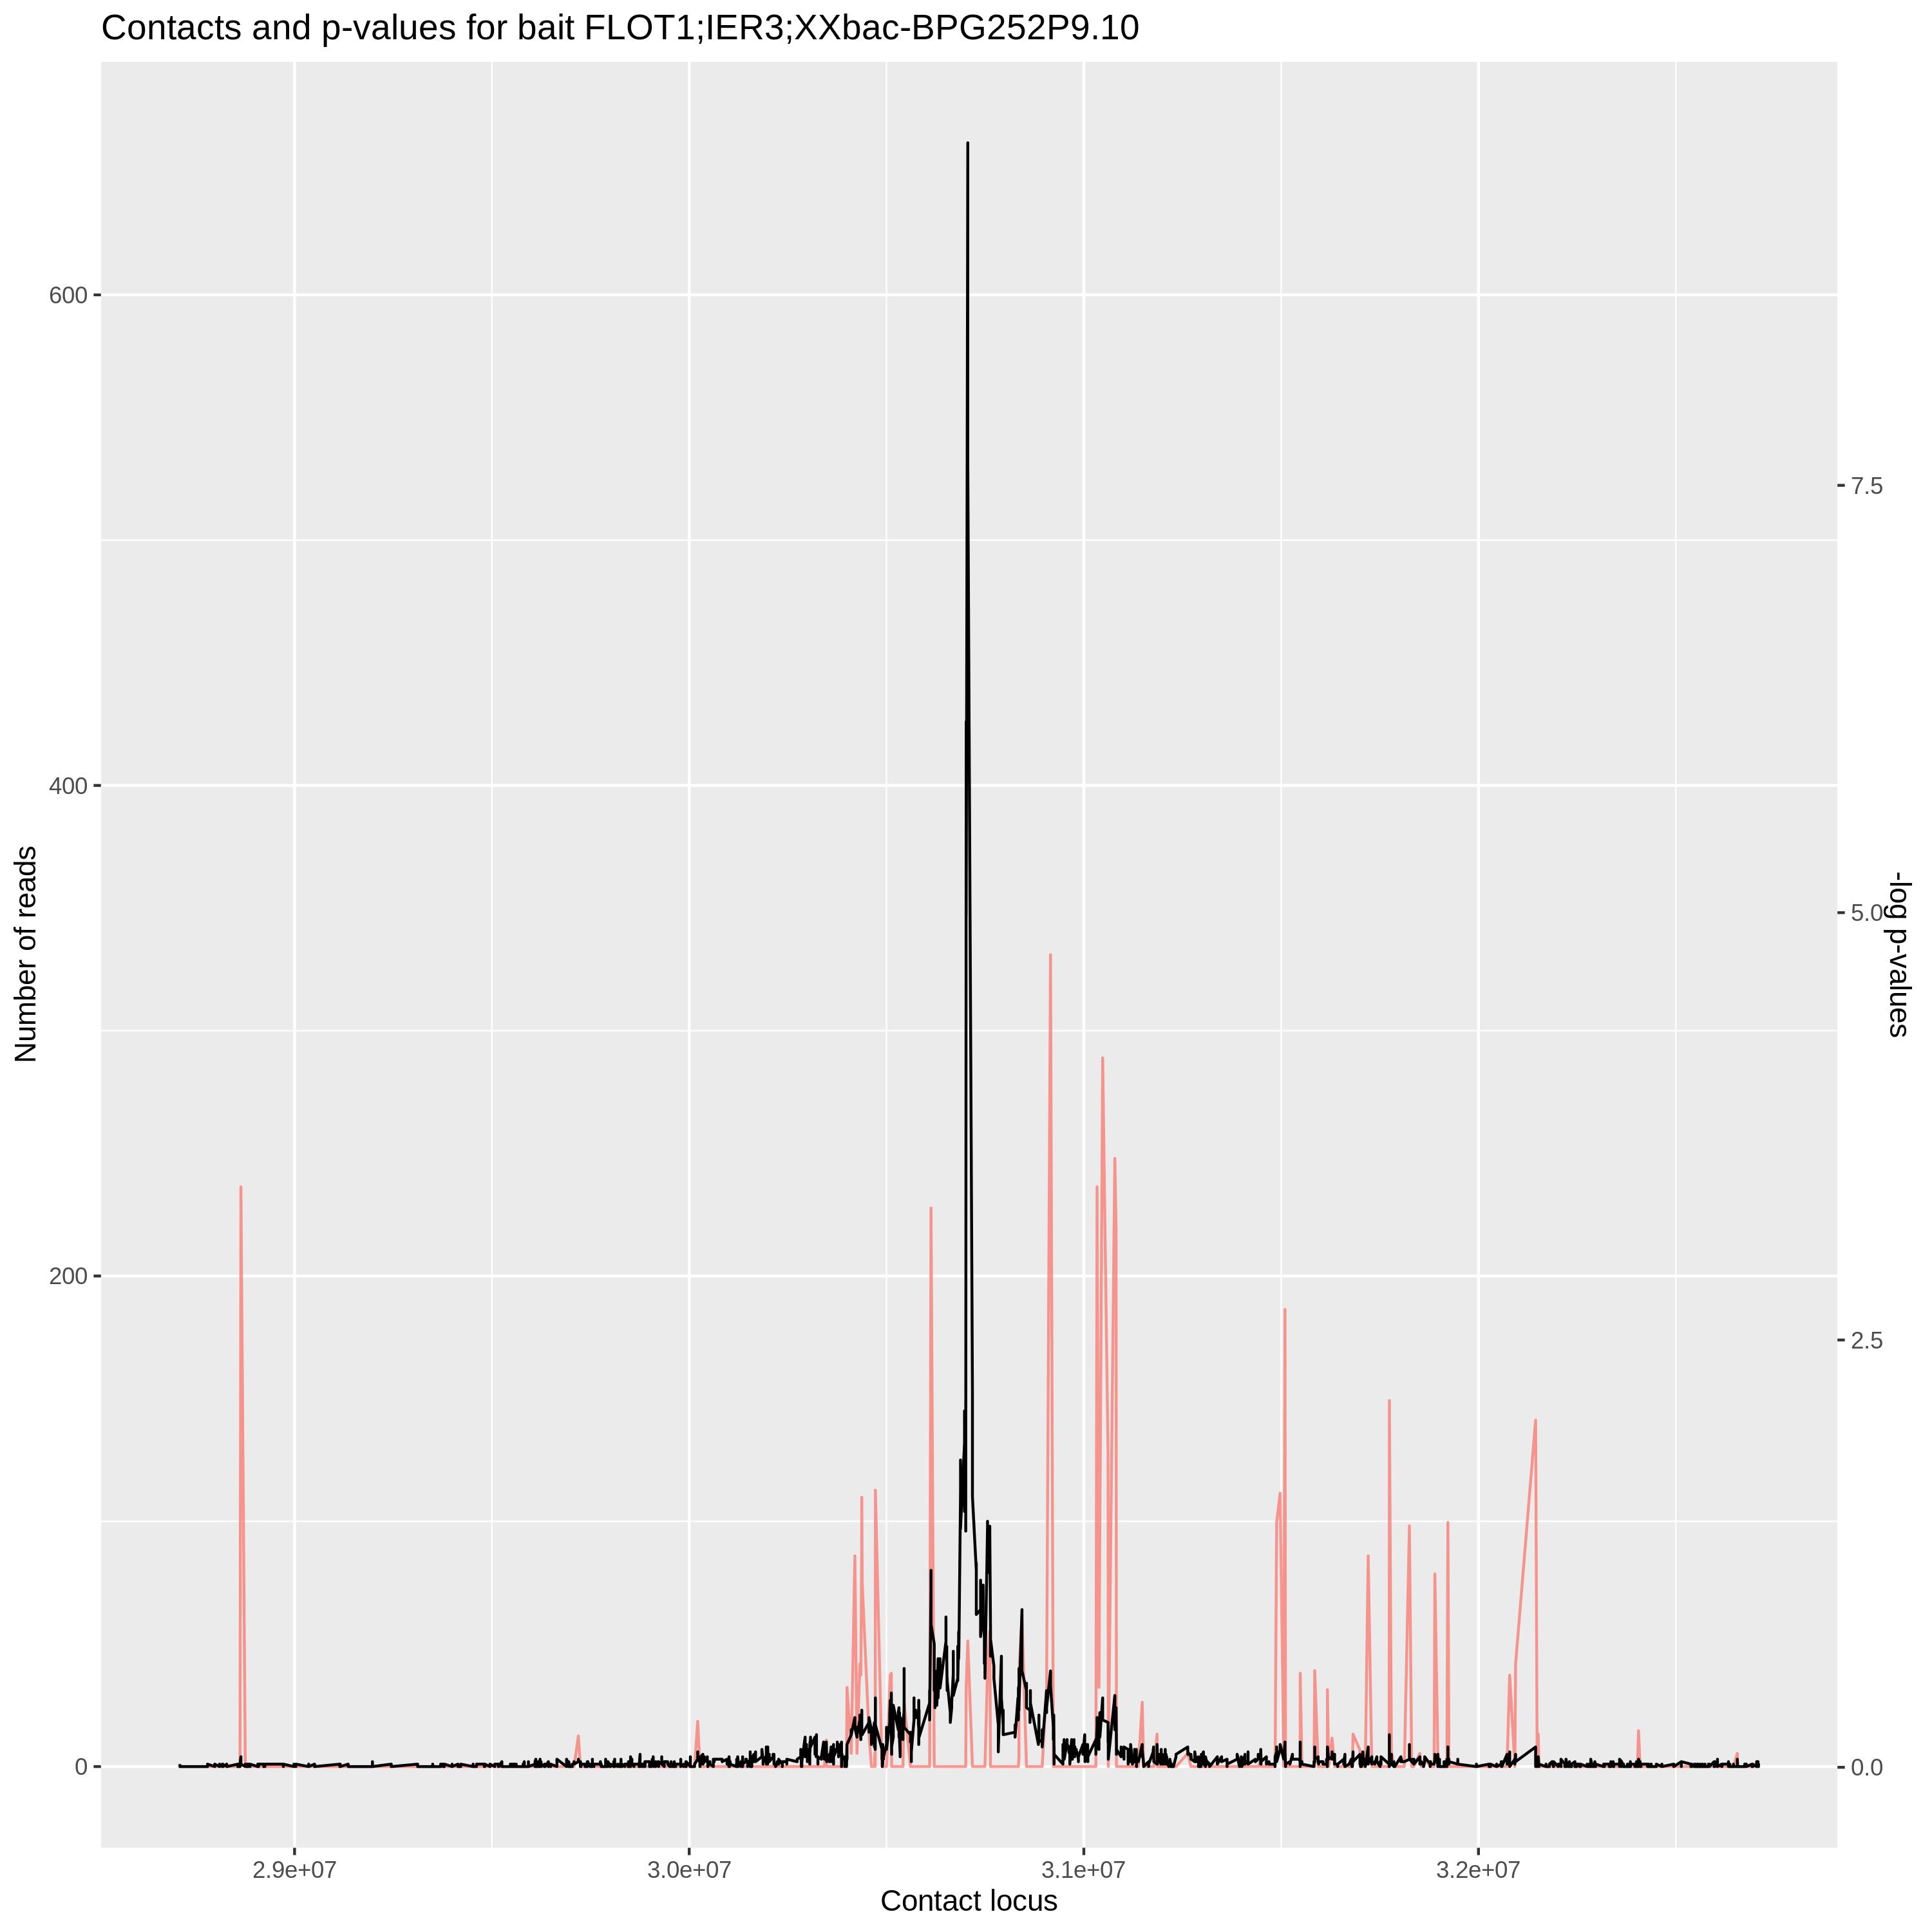 Contacts and p-values for bait FLOT1;IER3;XXbac-BPG252P9.10
600
400
200
0
Number of reads
7.5
5.0
2.5
0.0
-log p-values
2.9e+07
3.0e+07
3.1e+07
3.2e+07
Contact locus